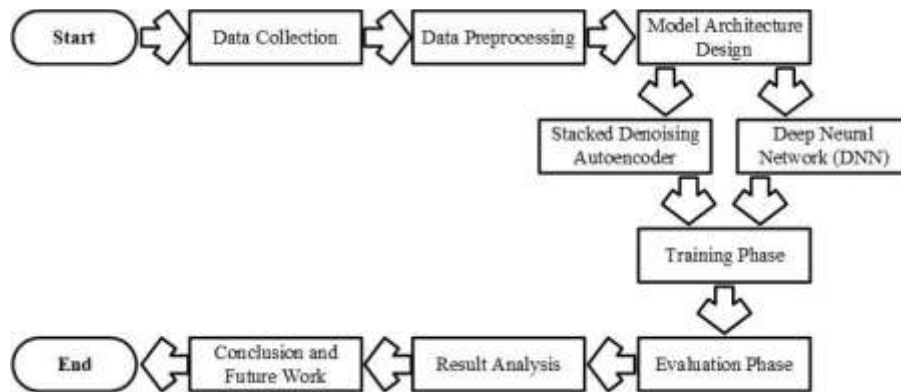 Start
Data Collection
Data Preprocessing
Model Architecture
Design
Stacked Denoising
Autoencoder
Deep Neural
Network (DNN)
Training Phase
Evaluation Phase
Result Analysis
Conclusion and
Future Work
End